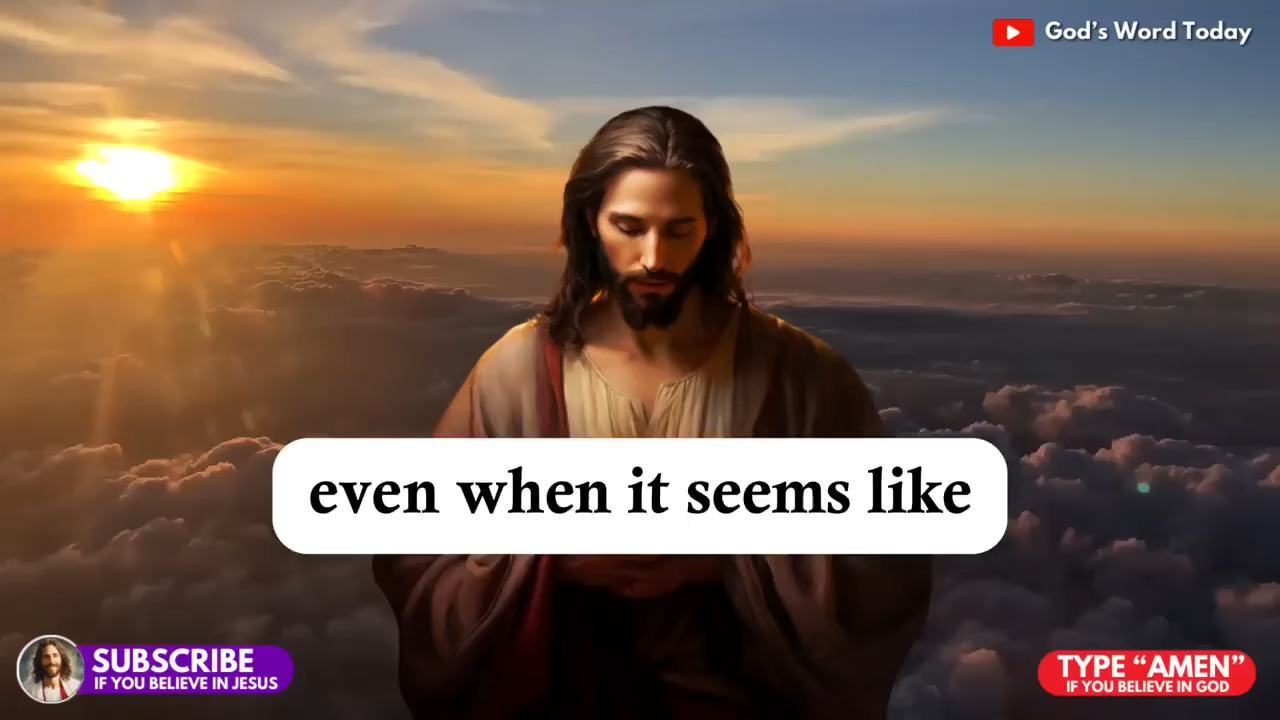 God's Word Today
even when it seems like
SUBSCRIBE
IF YOU BELIEVE IN JESUS
TYPE “AMEN”
IF YOU BELIEVE IN GOD